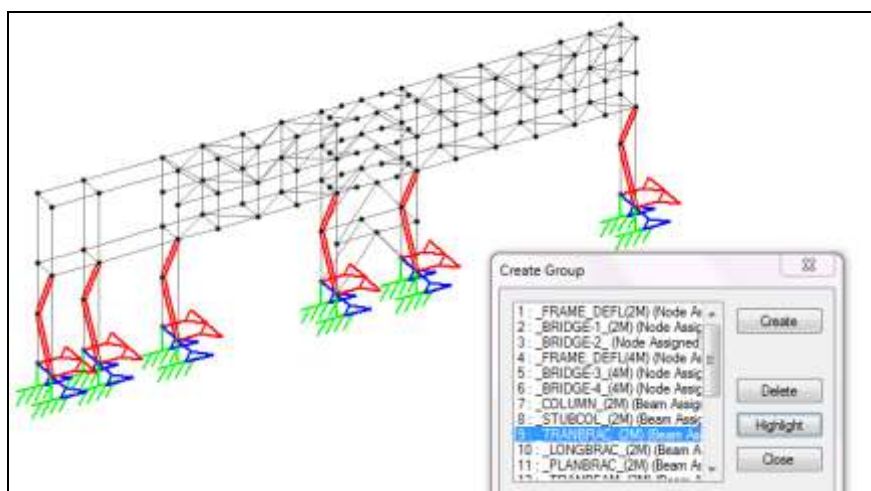 Create Group
1 : _FRAME_DEFL(2M) (Node As
2 : _BRIDGE-1_(2M) (Node Assig
3 : _BRIDGE-2_ (Node Assigned
4 : _FRAME_DEFL(4M) (Node As
5 : _BRIDGE-3_(4M) (Node Assig
6 : _BRIDGE-4_(4M) (Node Assig
7 : _COLUMN_(2M) (Beam Assig
8 : _STUBCOL_(2M) (Beam Assig
9 : _TRANBRAC_(2M) (Beam As
10 : _LONGBRAC_(2M) (Beam
11 : _PLANBRAC_(2M) (Beam As
Create
Delete
Highlight
Close